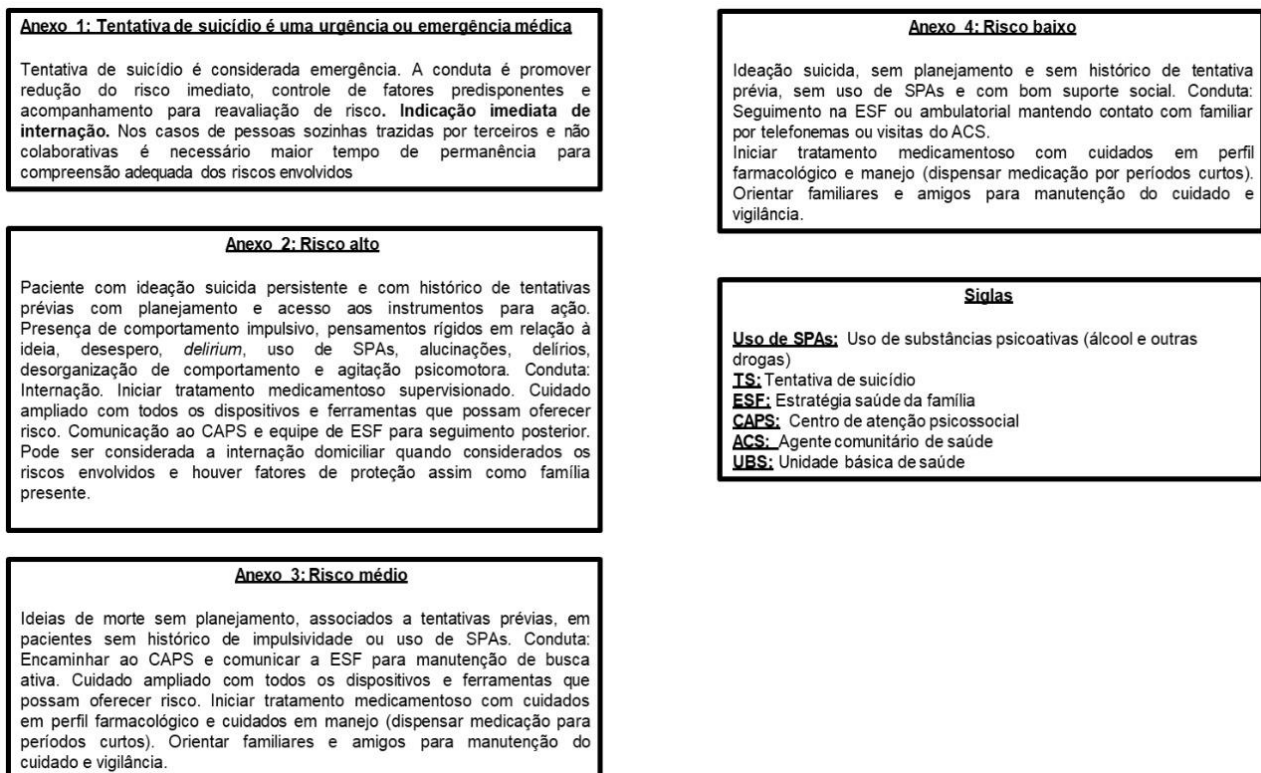 Anexo 1: Tentativa de suicídio é uma urgência ou emergência médica
Tentativa de suicídio é considerada emergência. A conduta é promover
redução do risco imediato, controle de fatores predisponentes e
acompanhamento para reavaliação de risco. Indicação imediata de
internação. Nos casos de pessoas sozinhas trazidas por terceiros e não
colaborativas é necessário maior tempo de permanência para
compreensão adequada dos riscos envolvidos
Anexo 2: Risco alto
Paciente com ideação suicida persistente e com histórico de tentativas
prévias com planejamento e acesso aos instrumentos para ação.
Presença de comportamento impulsivo, pensamentos rígidos em relação à
ideia, desespero, delirium, uso de SPAs, alucinações, delírios,
desorganização de comportamento e agitação psicomotora. Conduta:
Internação. Iniciar tratamento medicamentoso supervisionado. Cuidado
ampliado com todos os dispositivos e ferramentas que possam oferecer
risco. Comunicação ao CAPS e equipe de ESF para seguimento posterior.
Pode ser considerada a internação domiciliar quando considerados os
riscos envolvidos e houver fatores de proteção assim como família
presente.
Anexo 3: Risco médio
Ideias de morte sem planejamento, associados a tentativas prévias, em
pacientes sem histórico de impulsividade ou uso de SPAs. Conduta:
Encaminhar ao CAPS e comunicar a ESF para manutenção de busca
ativa. Cuidado ampliado com todos os dispositivos e ferramentas que
possam oferecer risco. Iniciar tratamento medicamentoso com cuidados
em perfil farmacológico e cuidados em manejo (dispensar medicação para
períodos curtos). Orientar familiares e amigos para manutenção do
cuidado e vigilância.
Anexo 4: Risco baixo
Ideação suicida, sem planejamento e sem histórico de tentativa
prévia, sem uso de SPAs e com bom suporte social. Conduta:
Seguimento na ESF ou ambulatorial mantendo contato com familiar
por telefonemas ou visitas do ACS.
Iniciar tratamento medicamentoso com cuidados em perfil
farmacológico e manejo (dispensar medicação por períodos curtos).
Orientar familiares e amigos para manutenção do cuidado e
vigilância.
Siglas
Uso de SPAs: Uso de substâncias psicoativas (álcool e outras
drogas)
TS: Tentativa de suicídio
ESF: Estratégia saúde da família
CAPS: Centro de atenção psicossocial
ACS: Agente comunitário de saúde
UBS: Unidade básica de saúde